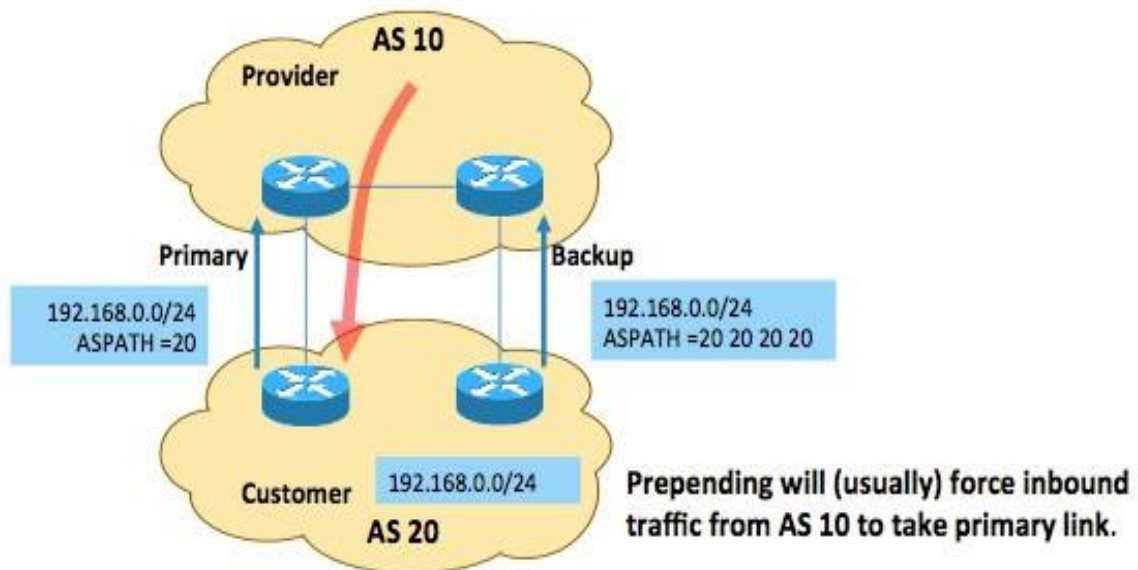 AS 10
Provider
Primary
Backup
192.168.0.0/24
ASPATH =20
192.168.0.0/24
ASPATH =20 20 20 20
Customer
192.168.0.0/24
AS 20
Prepending will (usually) force inbound
traffic from AS 10 to take primary link.